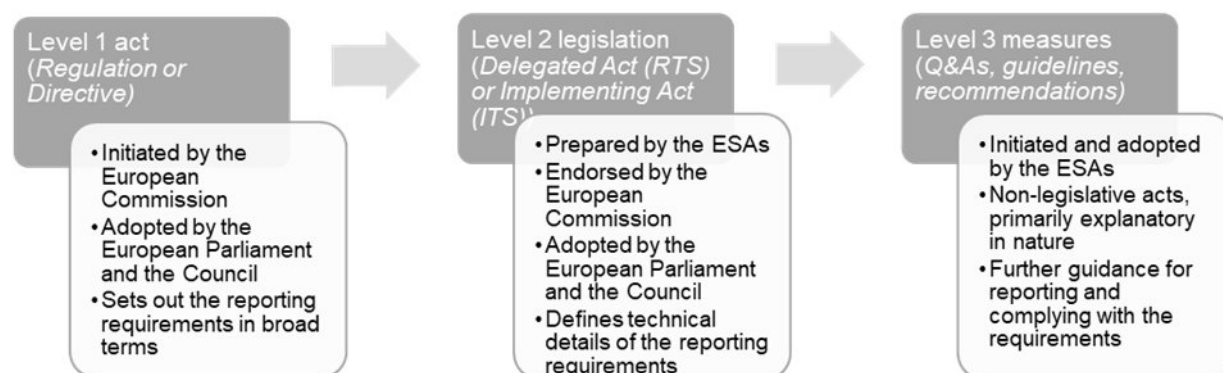 Level 1 act
(Regulation or
Directive)
• Initiated by the
European
Commission
• Adopted by the
European Parliament
and the Council
• Sets out the reporting
requirements in broad
terms
Level 2 legislation
(Delegated Act (RTS)
or Implementing Act
(ITS))
• Prepared by the ESAs
• Endorsed by the
European
Commission
• Adopted by the
European Parliament
and the Council
• Defines technical
details of the reporting
requirements
Level 3 measures
(Q&As, guidelines,
recommendations)
• Initiated and adopted
by the ESAs
• Non-legislative acts,
primarily explanatory
in nature
• Further guidance for
reporting and
complying with the
requirements